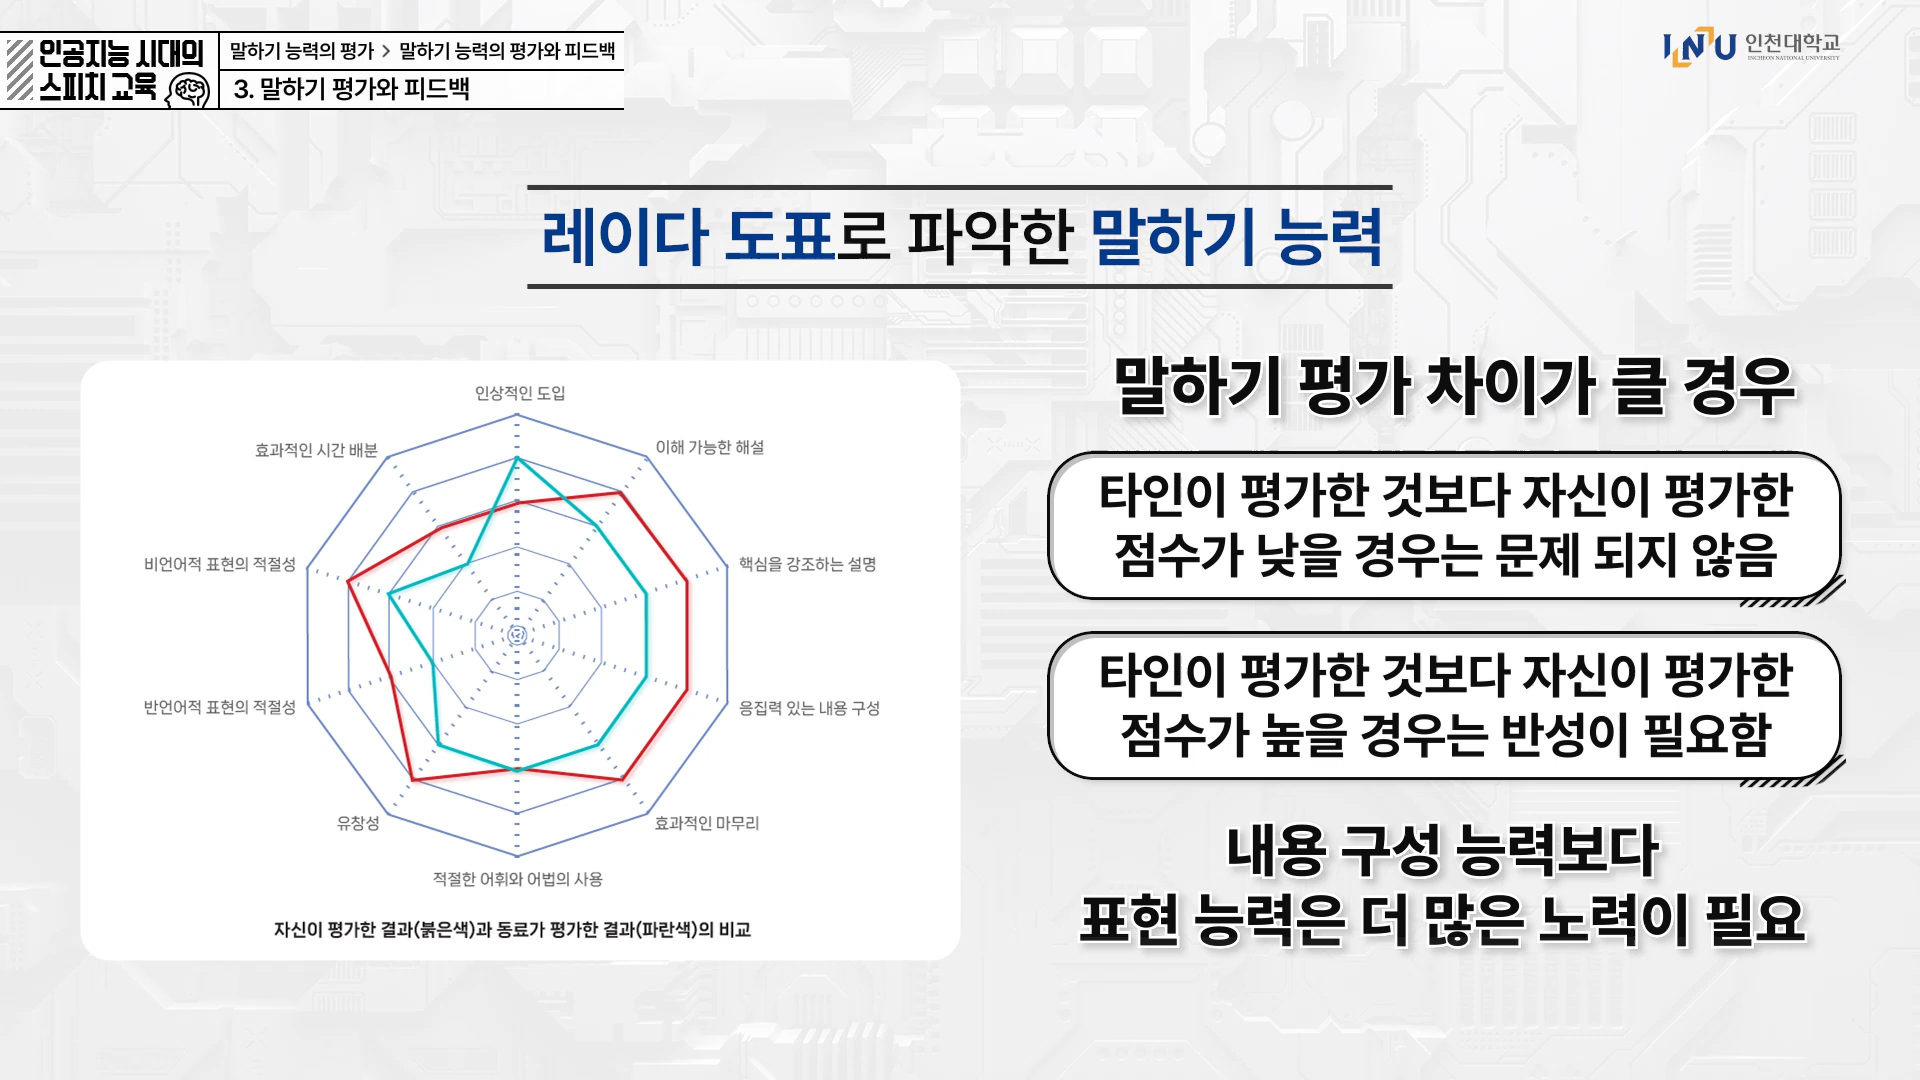 인공지능 시대의
스피치 교육
말하기 능력의 평가 > 말하기 능력의 평가와 피드백
3. 말하기 평가와 피드백
INU 인천대학교
INCHEON NATIONAL UNIVERSITY
레이다 도표로 파악한 말하기 능력
인상적인 도입
이해 가능한 해설
핵심을 강조하는 설명
응집력 있는 내용 구성
효과적인 마무리
적절한 어휘와 어법의 사용
유창성
반언어적 표현의 적절성
비언어적 표현의 적절성
효과적인 시간 배분
자신이 평가한 결과(붉은색)과 동료가 평가한 결과(파란색)의 비교
말하기 평가 차이가 클 경우
타인이 평가한 것보다 자신이 평가한
점수가 낮을 경우는 문제 되지 않음
타인이 평가한 것보다 자신이 평가한
점수가 높을 경우는 반성이 필요함
내용 구성 능력보다
표현 능력은 더 많은 노력이 필요